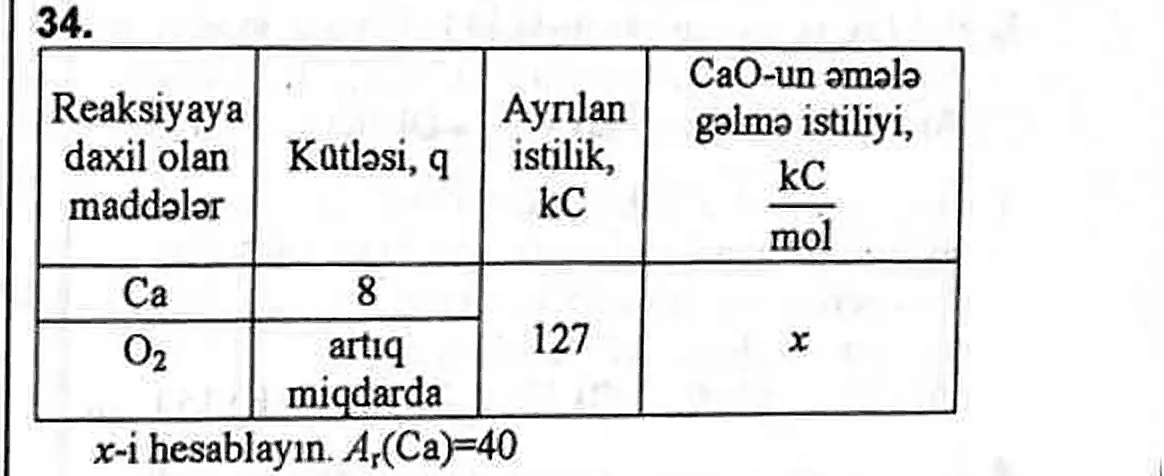 34.
Reaksiyaya
daxil olan
maddələr
Kütləsi, q
Ayrılan
istilik,
kC
CaO-un əmələ
gəlmə istiliyi,
kC
mol
Ca
8
O₂
artıq
miqdarda
127
x
x-i hesablayın. Aᵣ(Ca)=40